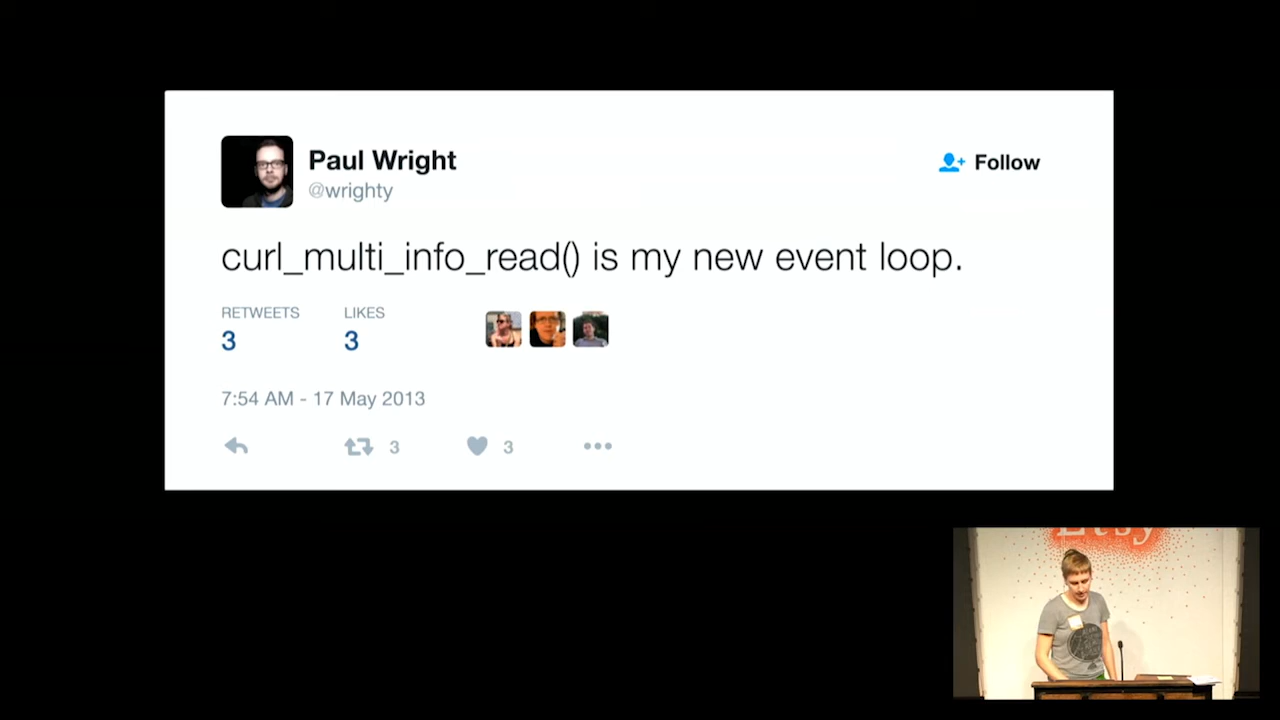 Paul Wright
Follow
@wrighty
curl_multi_info_read() is my new event loop.
RETWEETS LIKES
3 3
7:54 AM - 17 May 2013
3 3
Etsy